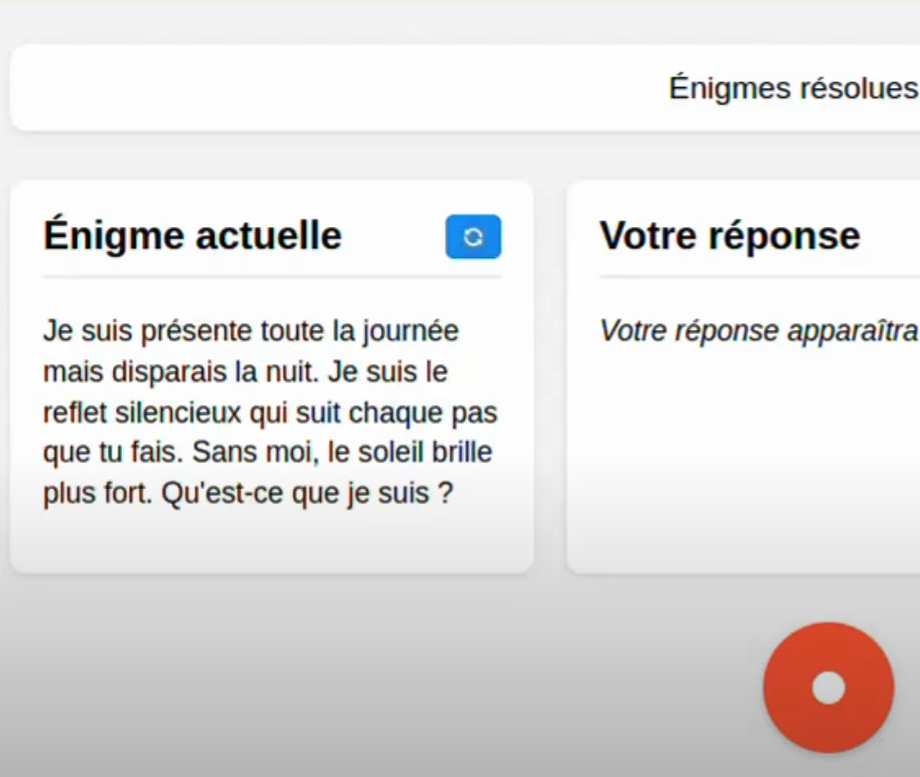 Énigmes résolues
Énigme actuelle
Je suis présente toute la journée
mais disparais la nuit. Je suis le
reflet silencieux qui suit chaque pas
que tu fais. Sans moi, le soleil brille
plus fort. Qu'est-ce que je suis ?
Votre réponse
Votre réponse apparaîtra